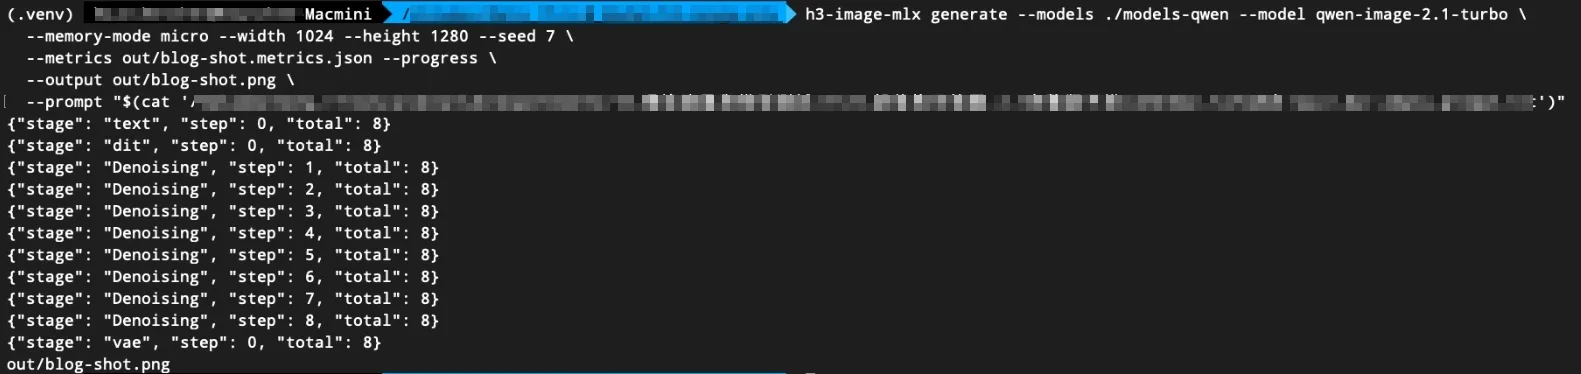 (.venv) Macmini / h3-image-mlx generate --models ./models-qwen --model qwen-image-2.1-turbo \
--memory-mode micro --width 1024 --height 1280 --seed 7 \
--metrics out/blog-shot.metrics.json --progress \
--output out/blog-shot.png \
--prompt "$(cat '/ t')"
{"stage": "text", "step": 0, "total": 8}
{"stage": "dit", "step": 0, "total": 8}
{"stage": "Denoising", "step": 1, "total": 8}
{"stage": "Denoising", "step": 2, "total": 8}
{"stage": "Denoising", "step": 3, "total": 8}
{"stage": "Denoising", "step": 4, "total": 8}
{"stage": "Denoising", "step": 5, "total": 8}
{"stage": "Denoising", "step": 6, "total": 8}
{"stage": "Denoising", "step": 7, "total": 8}
{"stage": "Denoising", "step": 8, "total": 8}
{"stage": "vae", "step": 0, "total": 8}
out/blog-shot.png